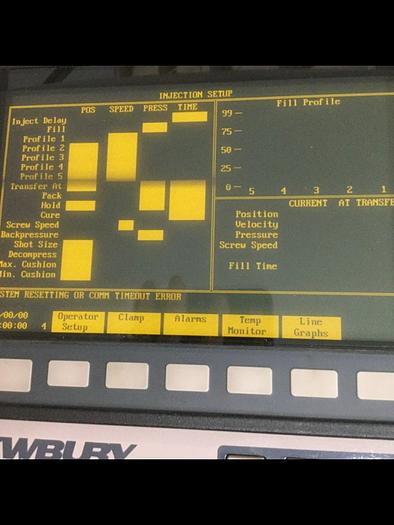 INJECTION SETUP
POS SPEED PRESS TIME
Inject Delay
Fill
Profile 1
Profile 2
Profile 3
Profile 4
Profile 5
Transfer At
Pack
Hold
Cure
Screw Speed
Backpressure
Shot Size
Decompress
ax. Cushion
in. Cushion
Fill Profile
99
75
50
25
0
5 4 3 2 1
CURRENT AT TRANSFE
Position
Velocity
Pressure
Screw Speed
Fill Time
STEM RESETTING OR COMM TIMEOUT ERROR
/00/00
:00:00 4
Operator Setup
Clamp
Alarms
Temp Monitor
Line Graphs
WBURY